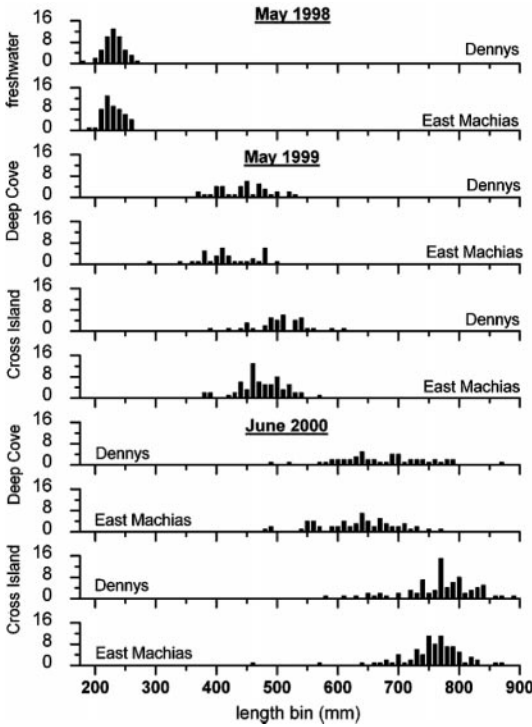 May 1998
freshwater
16
8
0
Dennys
16
8
0
East Machias
May 1999
Deep Cove
16
8
0
Dennys
16
8
0
East Machias
Cross Island
16
8
0
Dennys
16
8
0
East Machias
June 2000
Deep Cove
16
8
0
Dennys
16
8
0
East Machias
Cross Island
16
8
0
Dennys
16
8
0
East Machias
200 300 400 500 600 700 800 900
length bin (mm)